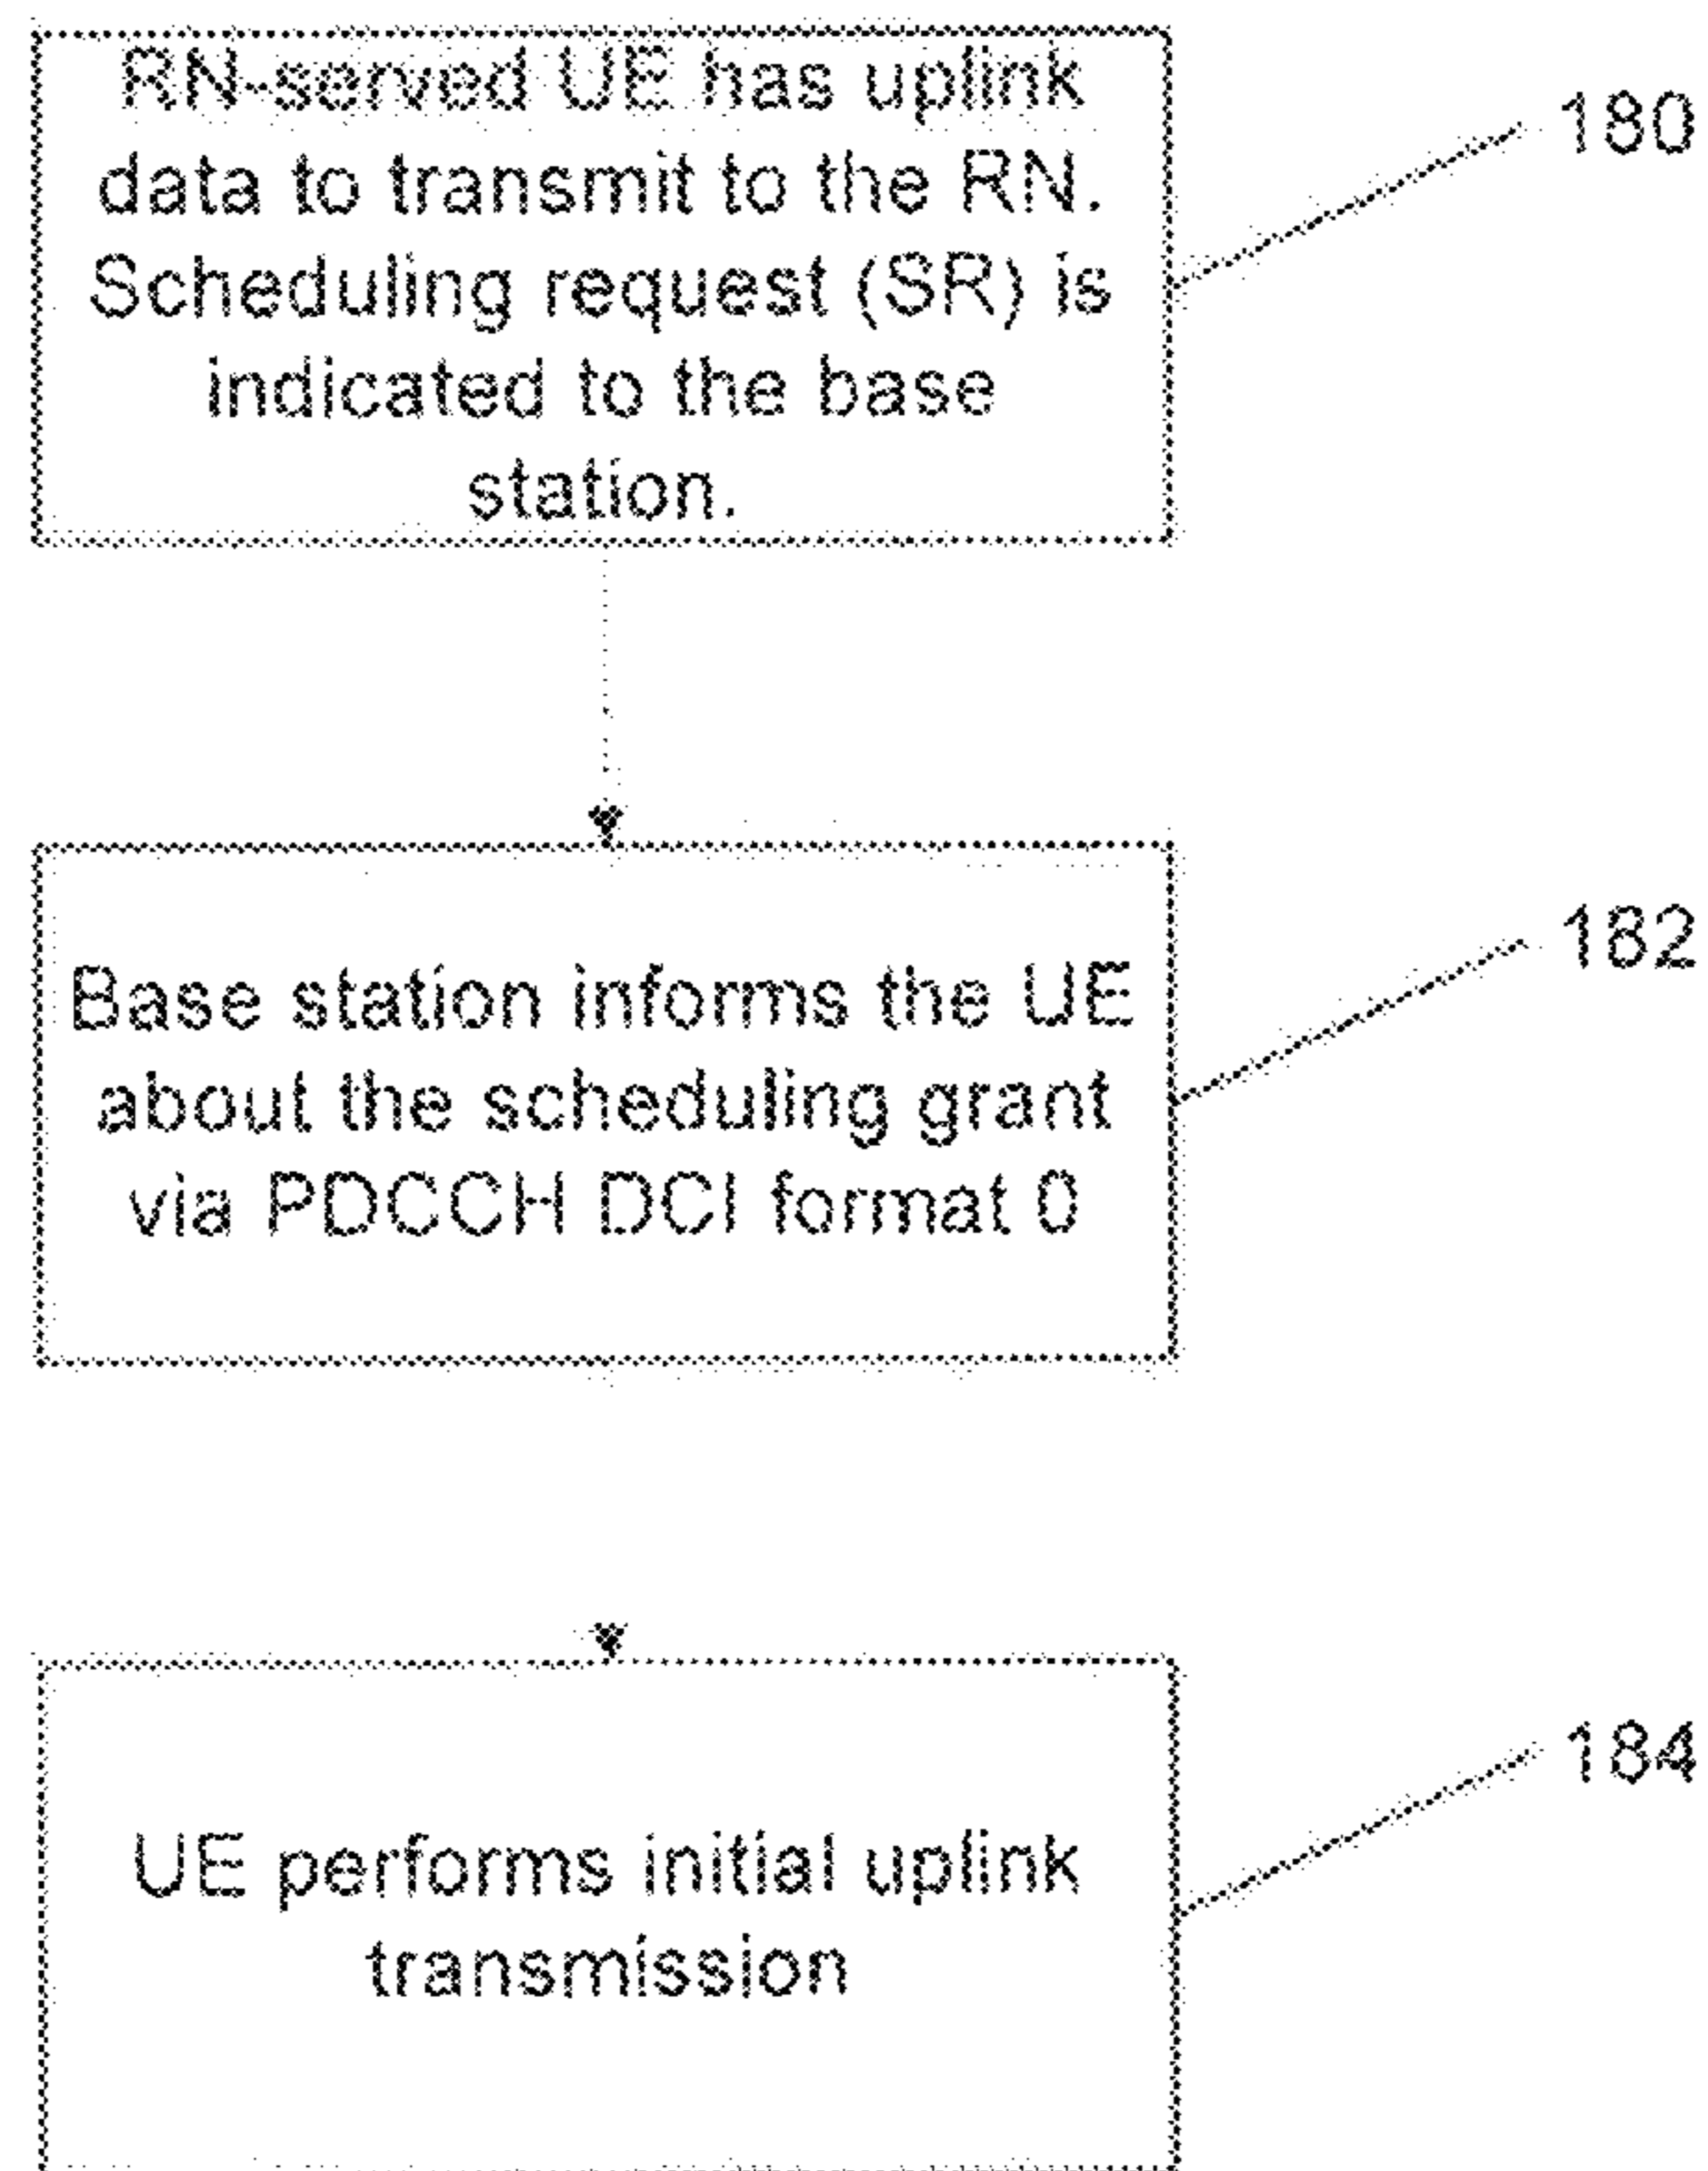 RN-served UE has uplink
data to transmit to the RN.
Scheduling request (SR) is
indicated to the base
station.
180
Base station informs the UE
about the scheduling grant
via PDCCH DCI format 0
182
UE performs initial uplink
transmission
184